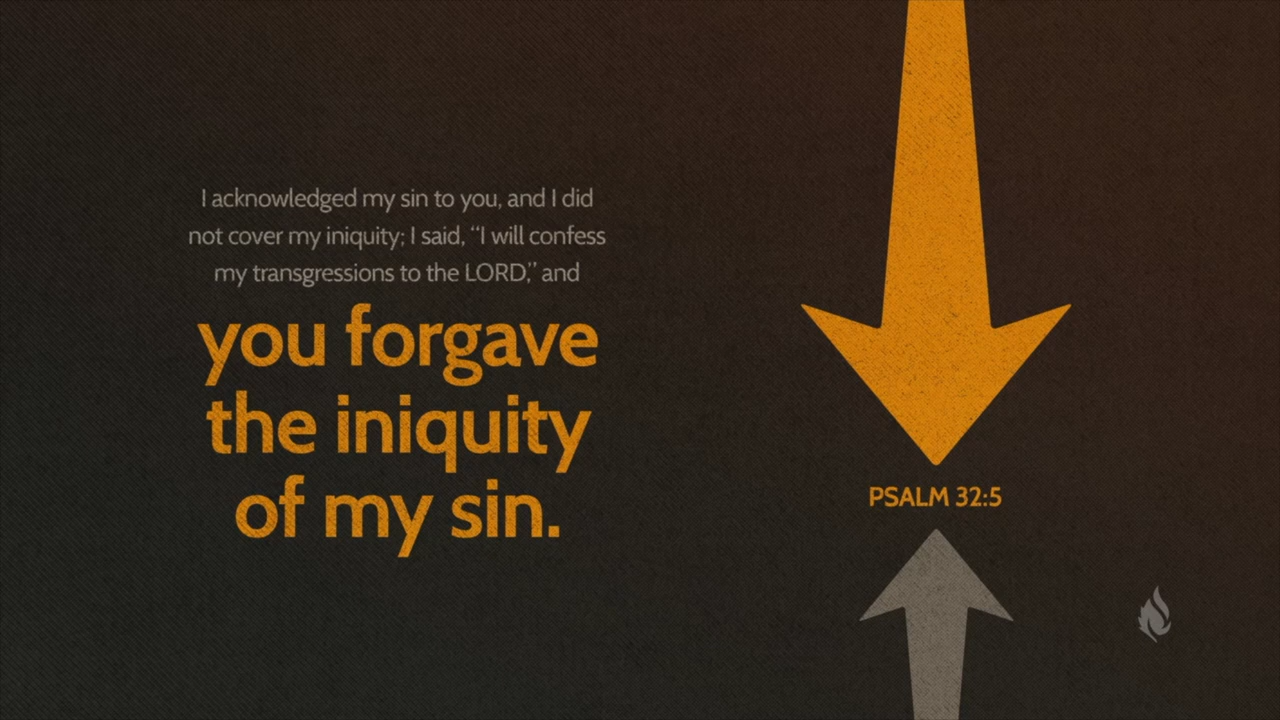 I acknowledged my sin to you, and I did
not cover my iniquity; I said, “I will confess
my transgressions to the LORD,” and
you forgave
the iniquity
of my sin.
PSALM 32:5